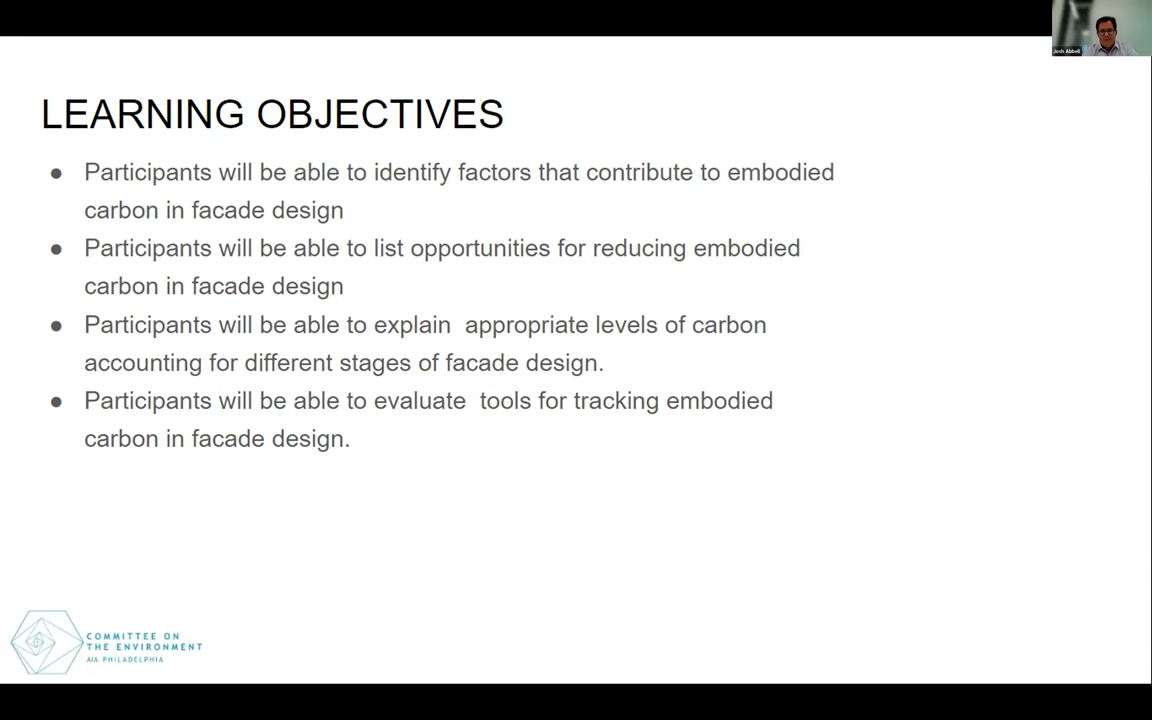 Josh Abbell
LEARNING OBJECTIVES
● Participants will be able to identify factors that contribute to embodied
carbon in facade design
● Participants will be able to list opportunities for reducing embodied
carbon in facade design
● Participants will be able to explain  appropriate levels of carbon
accounting for different stages of facade design.
● Participants will be able to evaluate  tools for tracking embodied
carbon in facade design.
COMMITTEE ON
THE ENVIRONMENT
AIA PHILADELPHIA